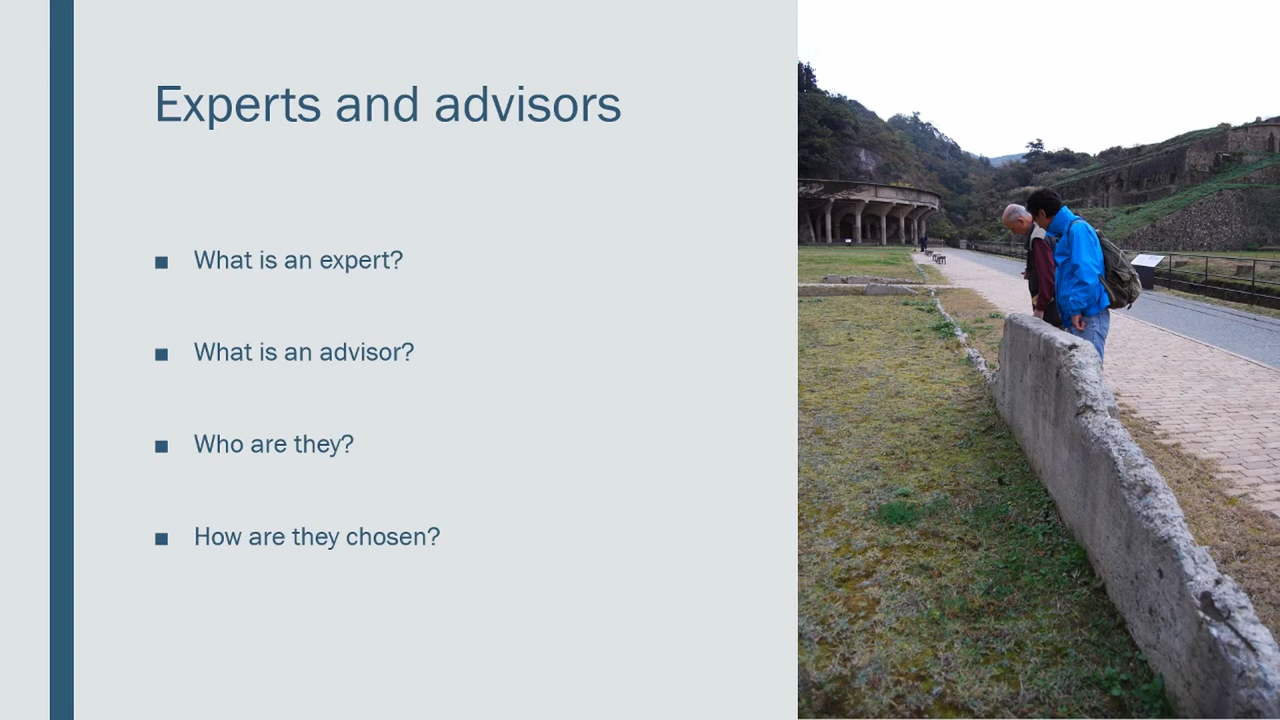 Experts and advisors
What is an expert?
What is an advisor?
Who are they?
How are they chosen?